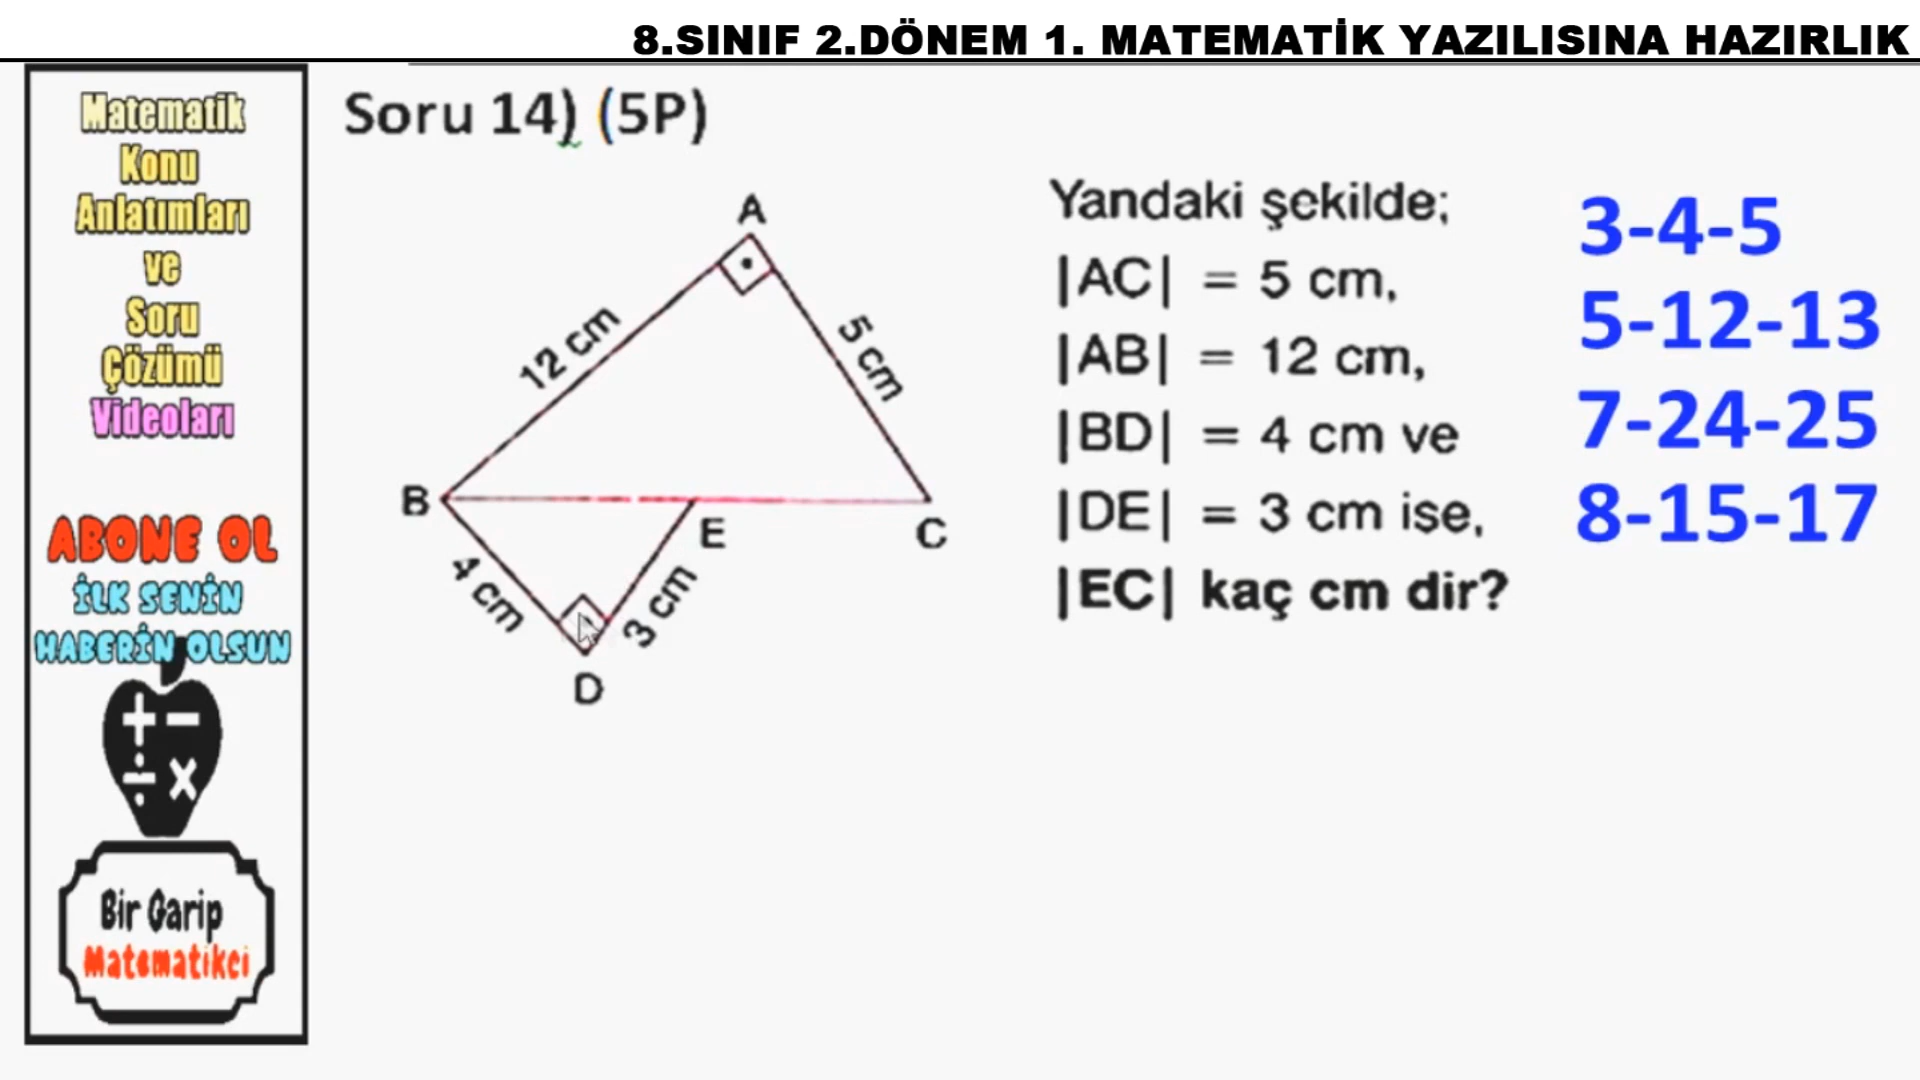 8.SINIF 2.DÖNEM 1. MATEMATİK YAZILISINA HAZIRLIK
Matematik
Konu
Anlatımları
ve
Soru
Çözümü
Videoları
ABONE OL
İLK SENİN
HABERİN OLSUN
+ −
÷ x
Bir Garip
Matematikci
Soru 14) (5P)
A
12 cm
5 cm
B
E
C
4 cm
3 cm
D
Yandaki şekilde;
|AC| = 5 cm,
|AB| = 12 cm,
|BD| = 4 cm ve
|DE| = 3 cm ise,
|EC| kaç cm dir?
3-4-5
5-12-13
7-24-25
8-15-17